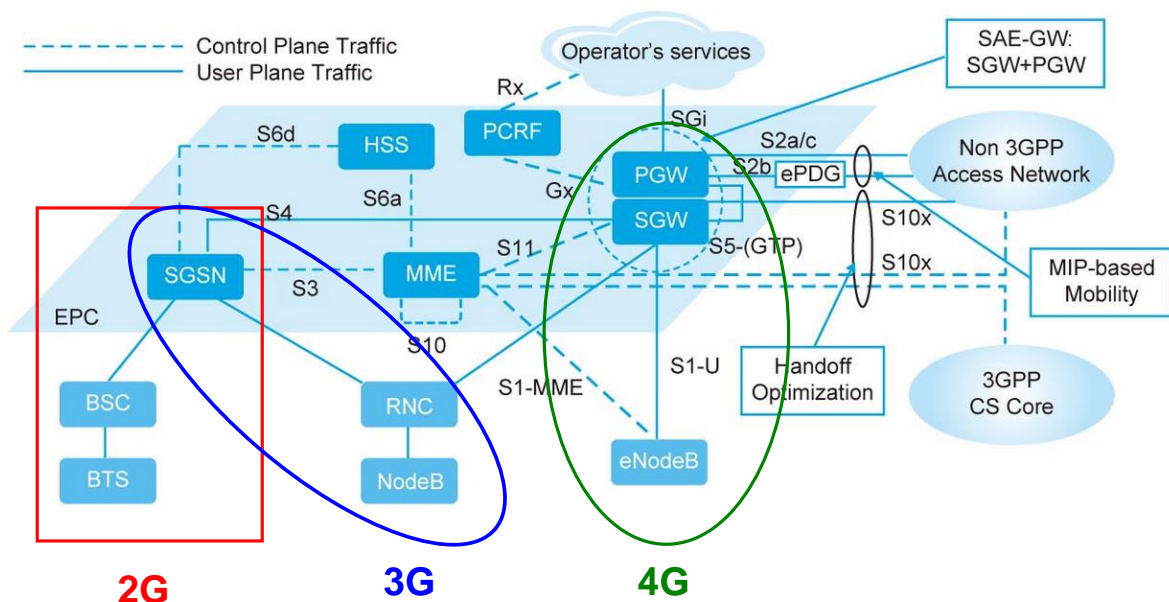 Control Plane Traffic
User Plane Traffic
Operator's services
SAE-GW:
SGW+PGW
Rx
SGi
S6d
HSS
PCRF
S2a/c
S2b
ePDG
Non 3GPP
Access Network
PGW
Gx
S6a
S4
SGW
S10x
S11
S5-(GTP)
S10x
SGSN
MME
S3
MIP-based
Mobility
EPC
S10
S1-MME
S1-U
Handoff
Optimization
3GPP
CS Core
BSC
RNC
eNodeB
BTS
NodeB
2G
3G
4G